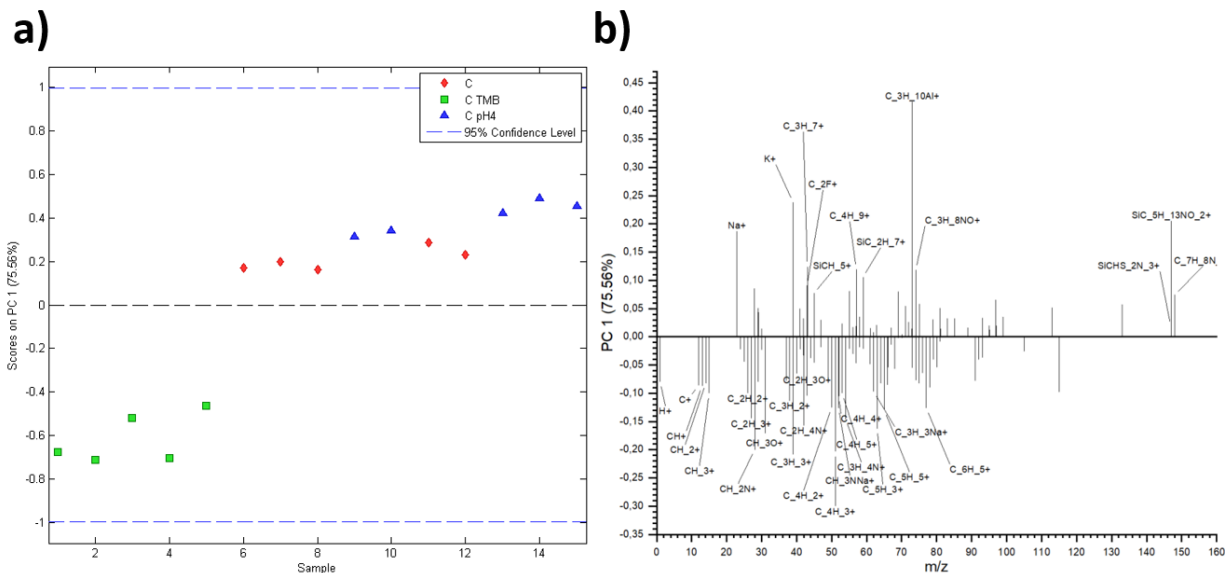 a)
b)
Scores on PC 1 (75.56%)
1
0.8
0.6
0.4
0.2
0
-0.2
-0.4
-0.6
-0.8
-1
2
4
6
8
10
12
14
Sample
C
C TMB
C pH4
95% Confidence Level
PC 1 (75.56%)
0,45
0,40
0,35
0,30
0,25
0,20
0,15
0,10
0,05
0,00
-0,05
-0,10
-0,15
-0,20
-0,25
-0,30
-0,35
C_3H_10Al+
C_3H_7+
K+
C_2F+
C_4H_9+
C_3H_8NO+
SiC_5H_13NO_2+
Na+
SiC_2H_7+
SiCH_5+
SiCHS_2N_3+
C_7H_8N_
H+
C+
CH+
CH_2+
CH_3+
C_2H_2+
C_2H_3+
CH_3O+
CH_2N+
C_2H_3O+
C_3H_2+
C_2H_4N+
C_3H_3+
C_4H_2+
C_4H_3+
C_4H_4+
C_4H_5+
C_3H_4N+
CH_3NNa+
C_5H_3+
C_3H_3Na+
C_5H_5+
C_6H_5+
0
10
20
30
40
50
60
70
80
90
100
110
120
130
140
150
160
m/z